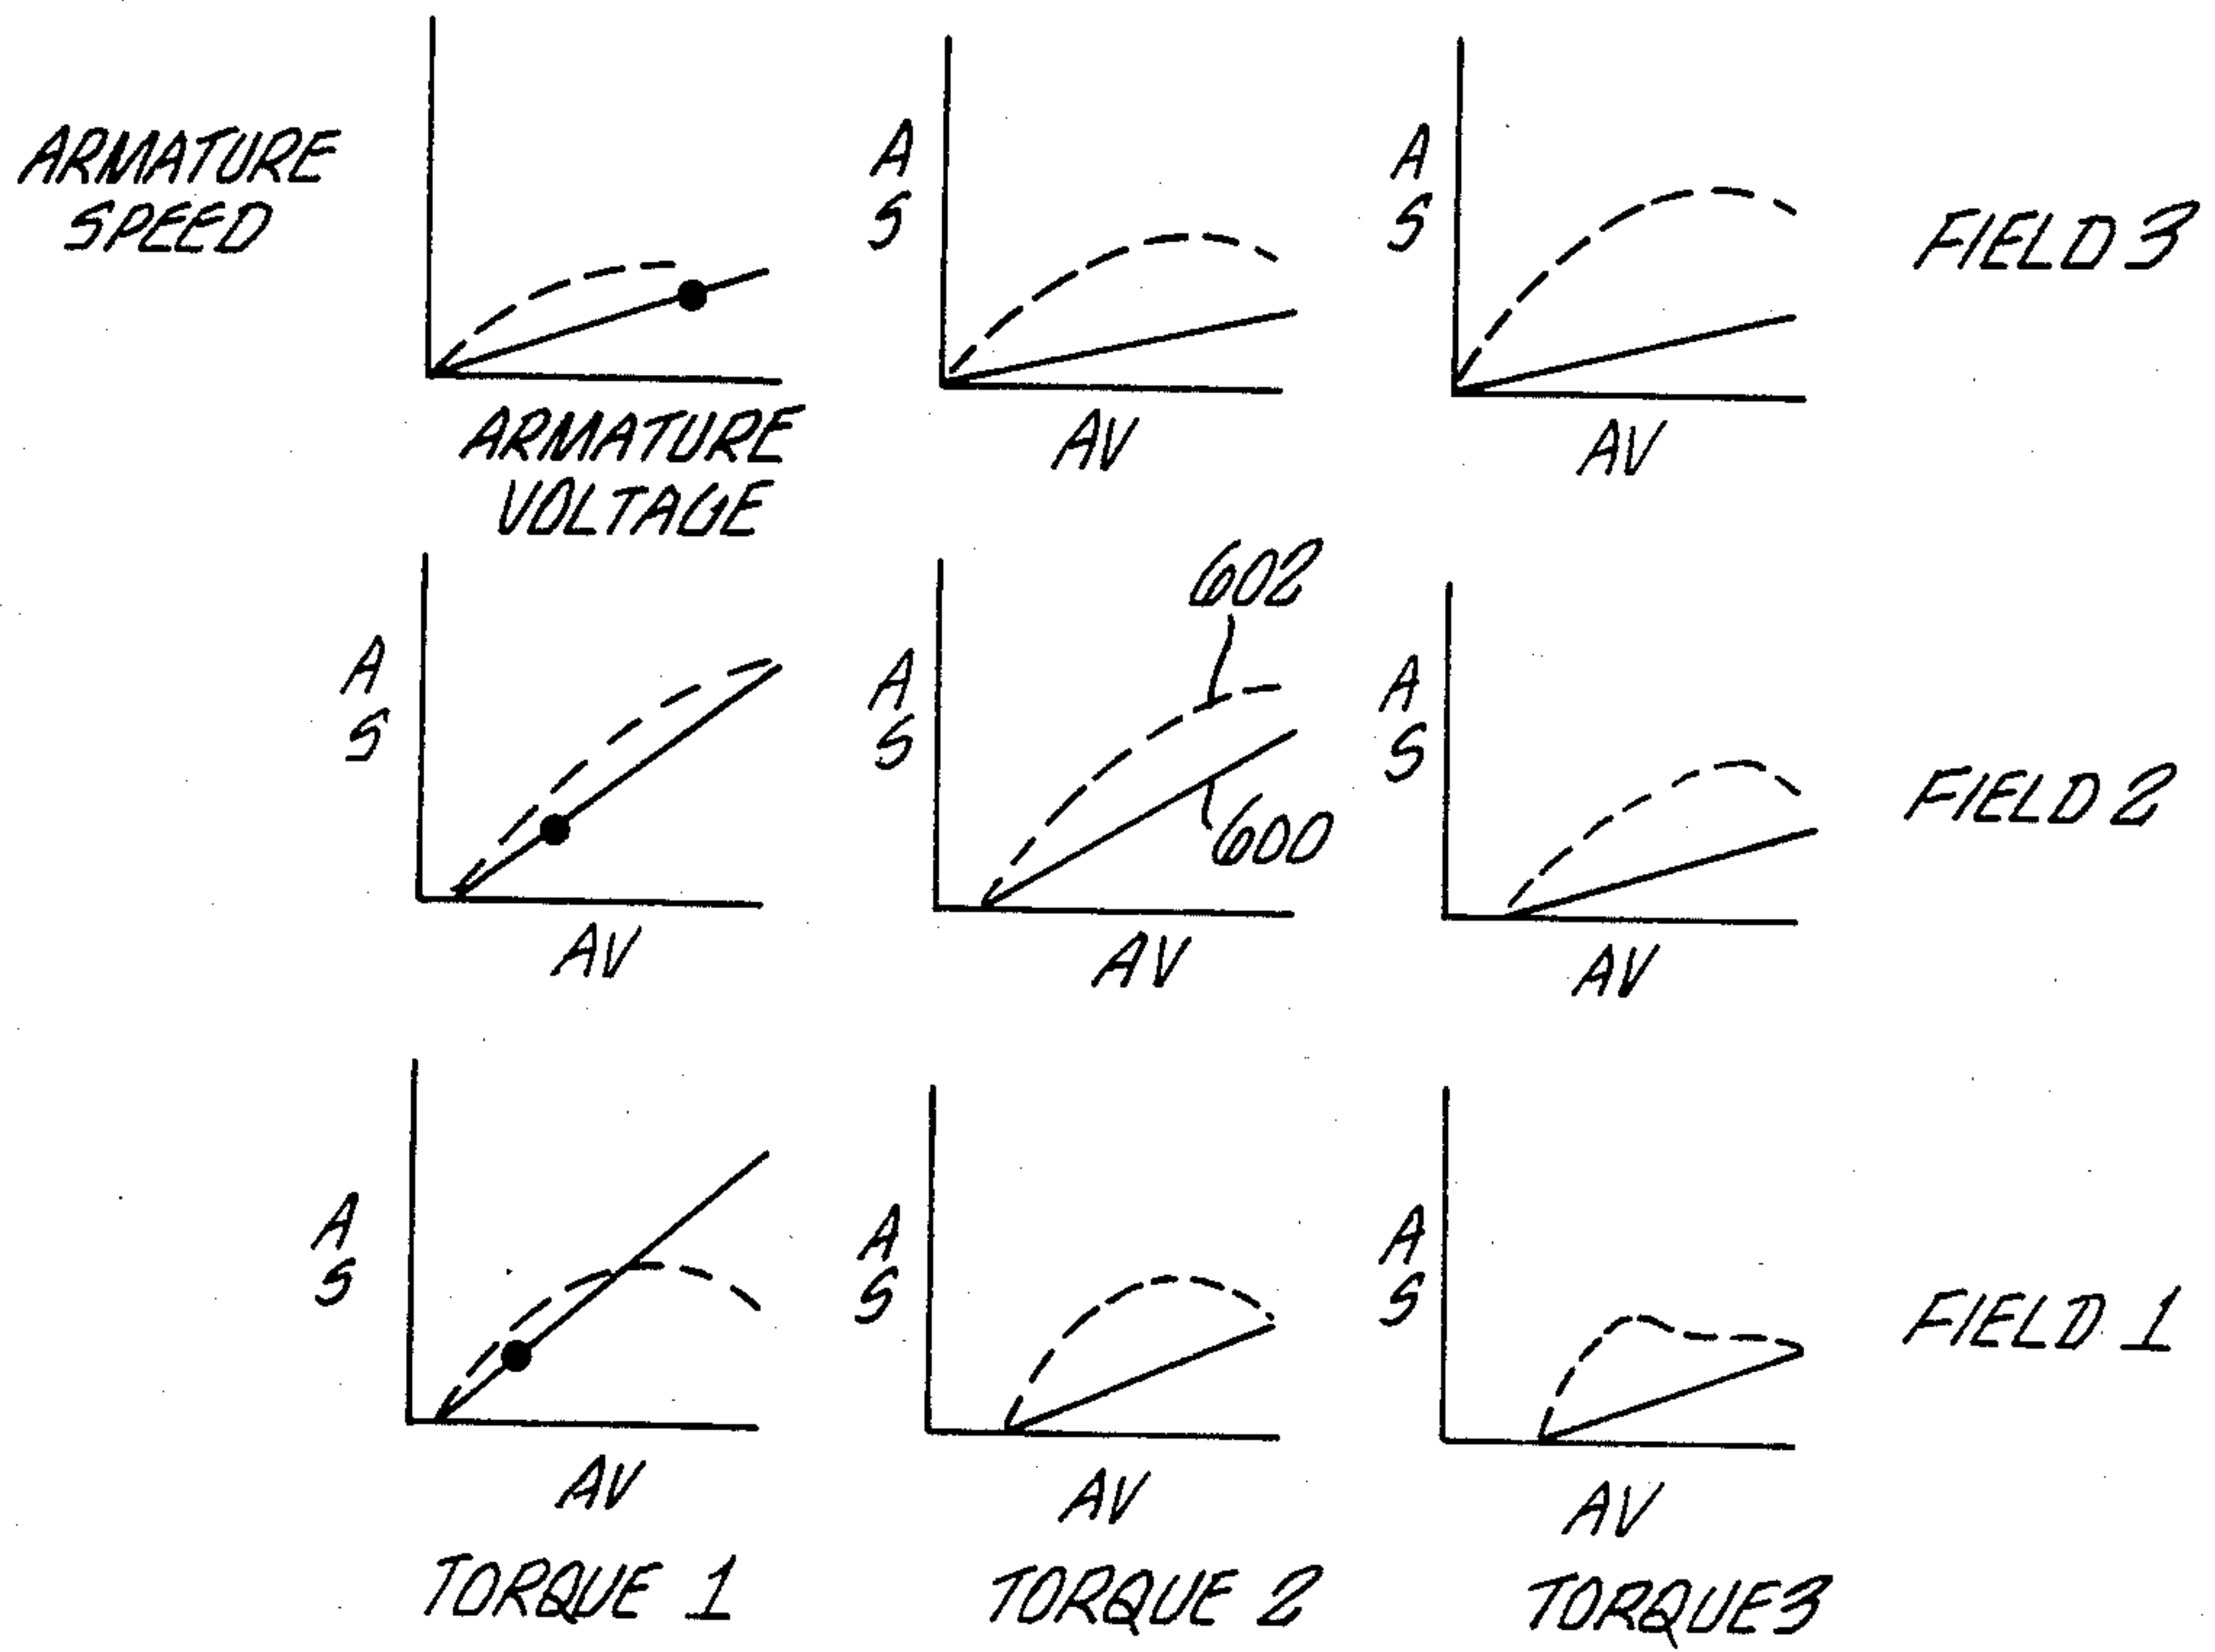 ARMATURE
SPEED
A
S
A
S
FIELD 3
ARMATURE
VOLTAGE
AV
AV
602
A
S
A
S
A
S
600
FIELD 2
AV
AV
AV
A
S
A
S
A
S
FIELD 1
AV
AV
AV
TORQUE 1
TORQUE 2
TORQUE 3